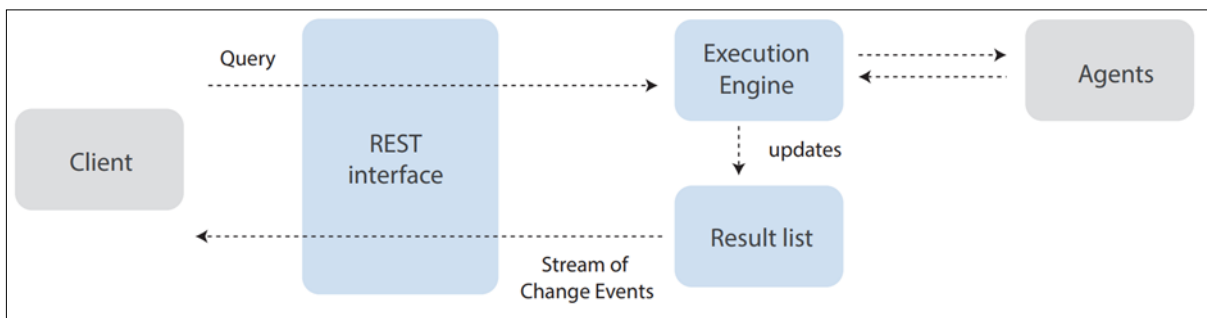 Query
Execution
Engine
Agents
Client
REST
interface
updates
Result list
Stream of
Change Events